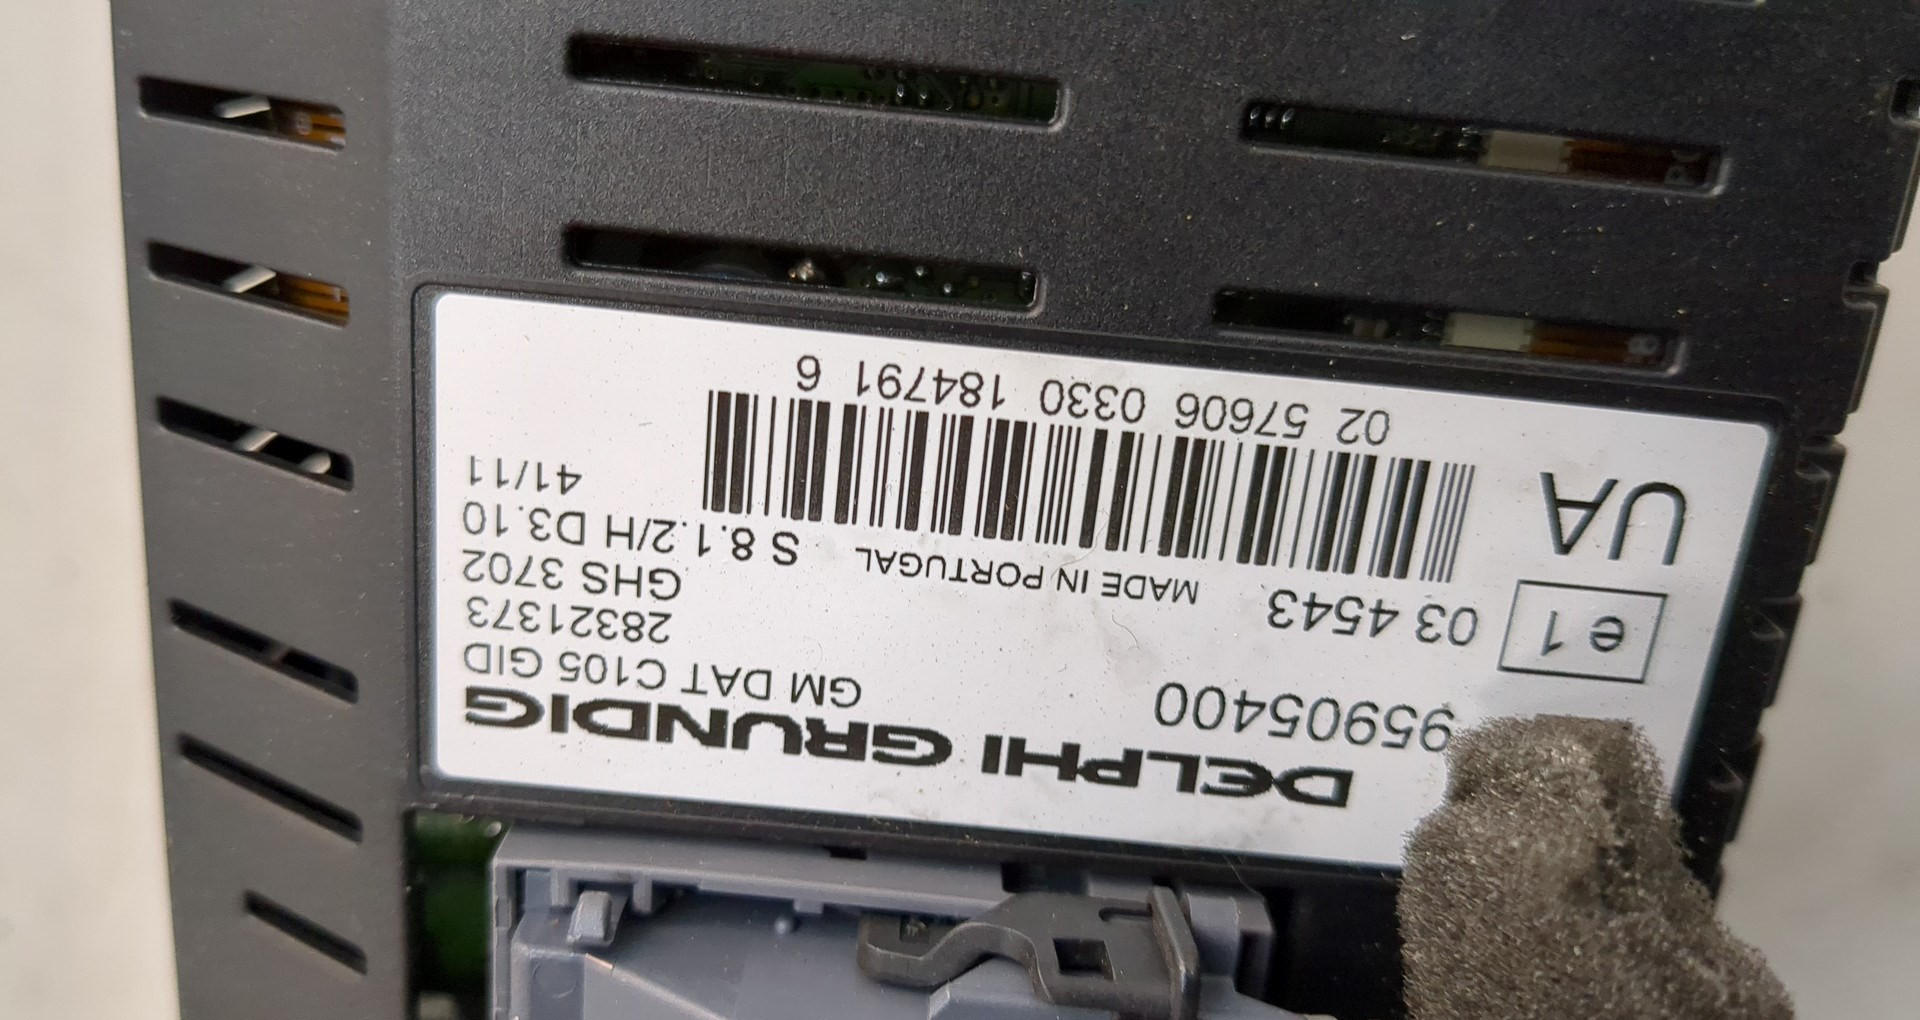 DELPHI GRUNDIG
95905400
GM DAT C105 GID
28321373
e1
03 4543
GHS 3702
MADE IN PORTUGAL
S 8.1.2/H D3.10
UA
41/11
02 57606 0330 184791 6